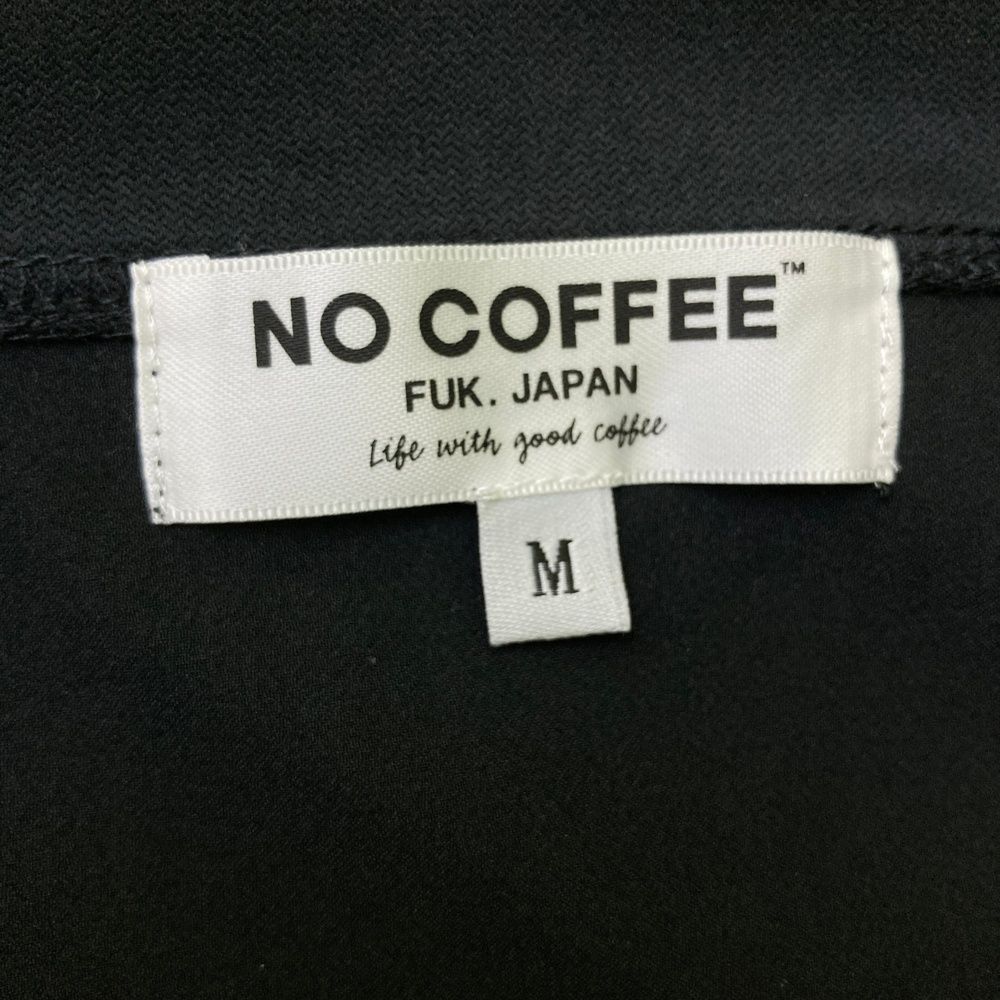 NO COFFEE™
FUK. JAPAN
Life with good coffee
M